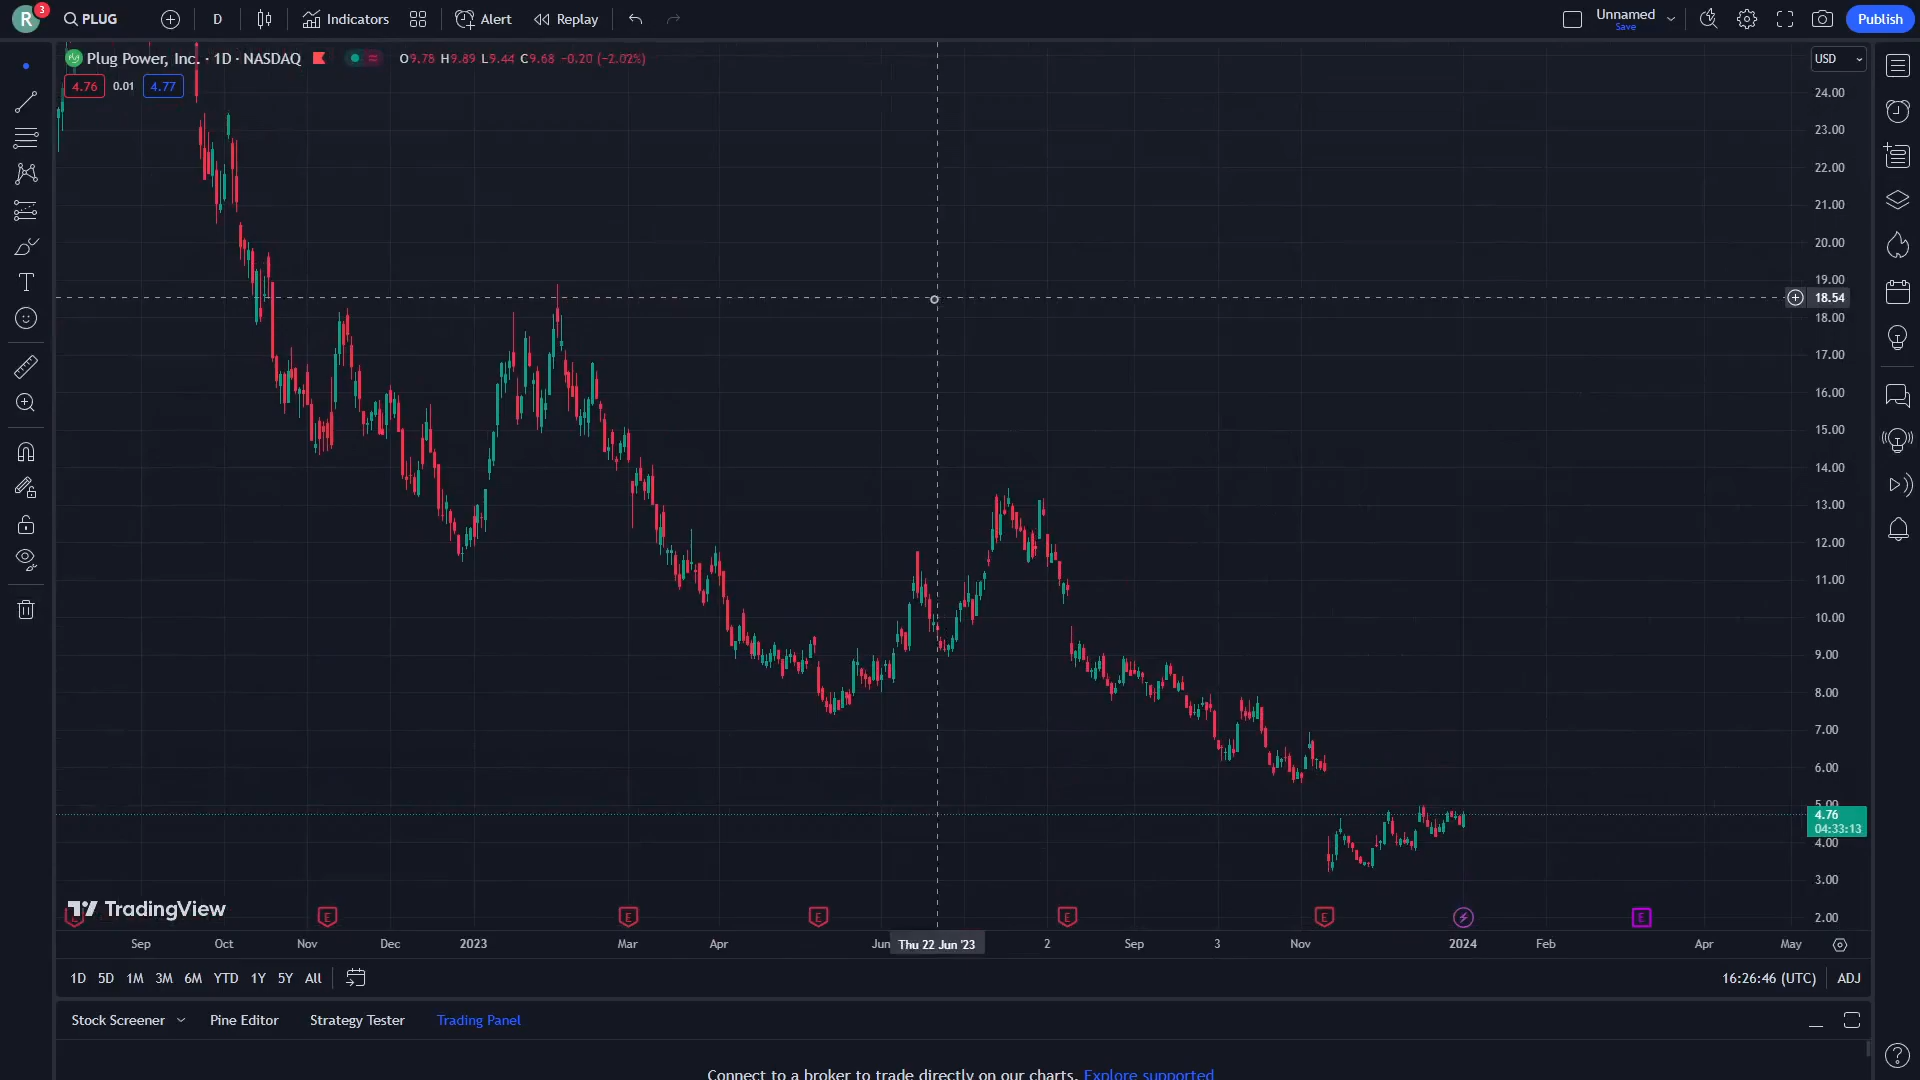 R 3 PLUG D Indicators Alert Replay Unnamed Save Publish
Plug Power, Inc. · 1D · NASDAQ O9.78 H9.89 L9.44 C9.68 -0.20 (-2.02%) USD
4.76 0.01 4.77
24.00
23.00
22.00
21.00
20.00
19.00
18.54
18.00
17.00
16.00
15.00
14.00
13.00
12.00
11.00
10.00
9.00
8.00
7.00
6.00
5.00
4.76
04:33:13
4.00
3.00
TradingView
E E E E E E 2.00
Sep Oct Nov Dec 2023 Mar Apr Jun Thu 22 Jun '23 2 Sep 3 Nov 2024 Feb Apr May
1D 5D 1M 3M 6M YTD 1Y 5Y All 16:26:46 (UTC) ADJ
Stock Screener Pine Editor Strategy Tester Trading Panel
Connect to a broker to trade directly on our charts. Explore supported